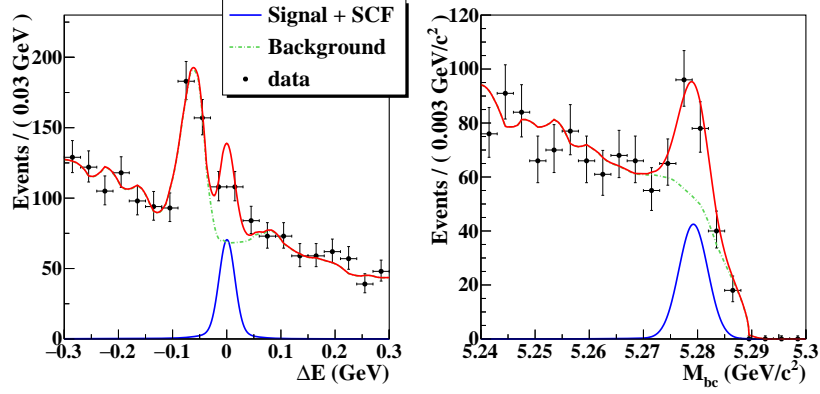 Signal + SCF
Background
data
Events / ( 0.03 GeV )
200
150
100
50
0
−0.3 −0.2 −0.1 0 0.1 0.2 0.3
ΔE (GeV)
Events / ( 0.003 GeV/c²)
120
100
80
60
40
20
0
5.24 5.25 5.26 5.27 5.28 5.29 5.3
M_bc (GeV/c²)